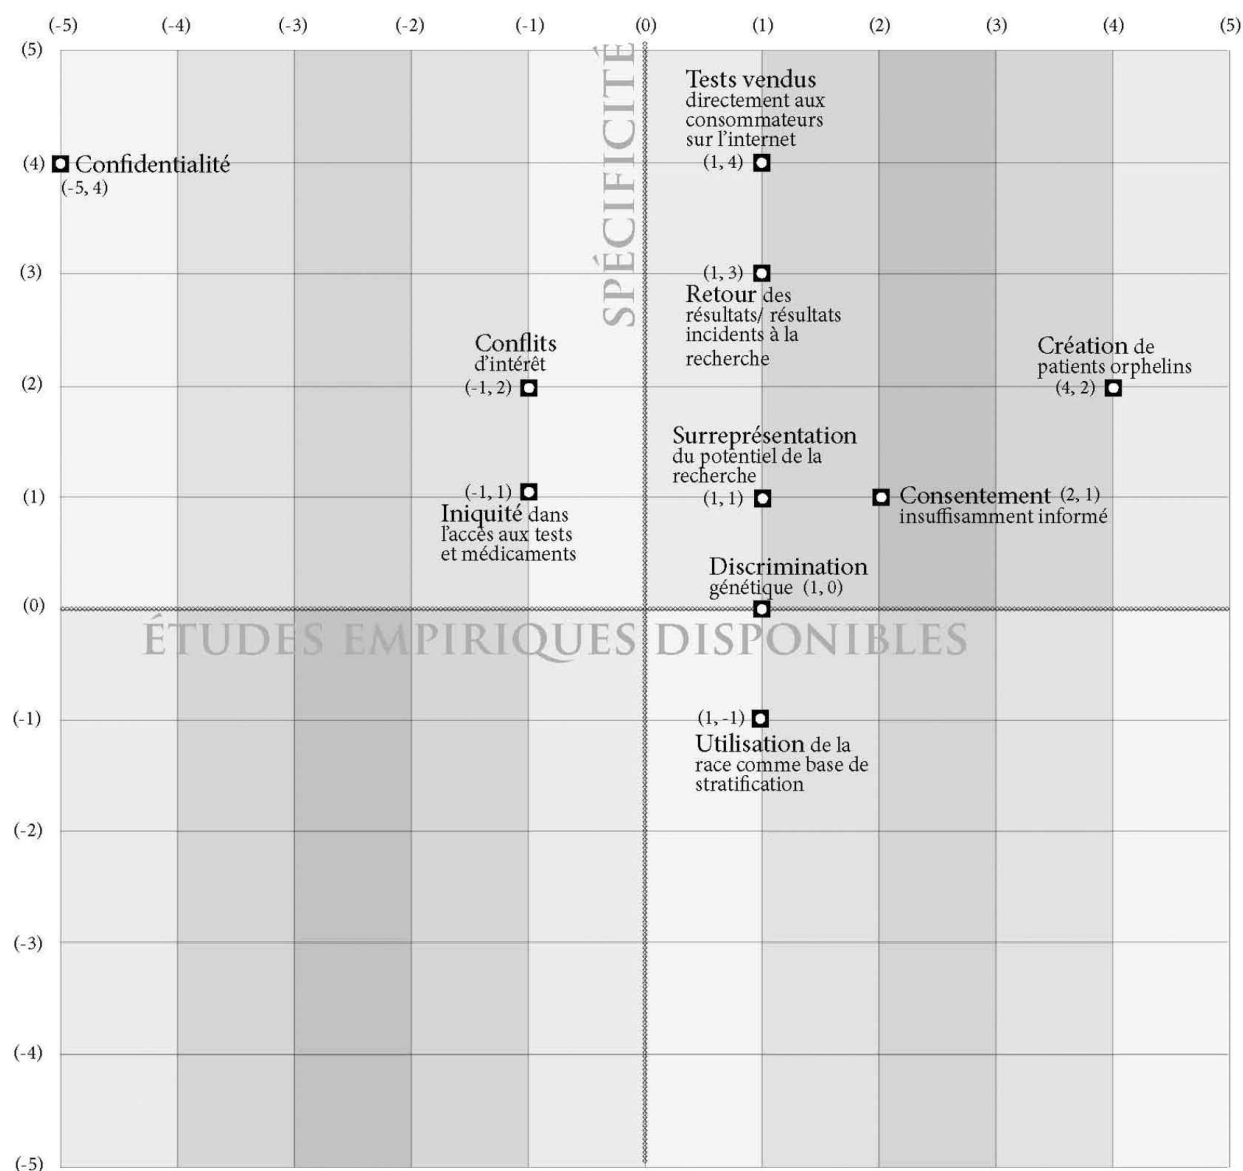 (-5) (-4) (-3) (-2) (-1) (0) (1) (2) (3) (4) (5)
(5)
SPÉCIFICITÉ
Tests vendus
directement aux
consommateurs
sur l'internet
(1, 4)
(4)
Confidentialité
(-5, 4)
(3)
(1, 3)
Retour des
résultats/ résultats
incidents à la
recherche
Conflits
d'intérêt
(-1, 2)
Création de
patients orphelins
(4, 2)
(2)
Surreprésentation
du potentiel de la
recherche
(1, 1)
(1)
(-1, 1)
Iniquité dans
l'accès aux tests
et médicaments
Consentement (2, 1)
insuffisamment informé
Discrimination
génétique (1, 0)
(0)
ÉTUDES EMPIRIQUES DISPONIBLES
(-1)
(1, -1)
Utilisation de la
race comme base de
stratification
(-2)
(-3)
(-4)
(-5)